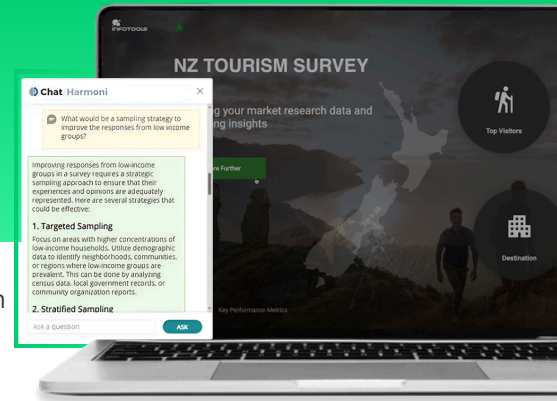 INFOTOOLS
NZ TOURISM SURVEY
Chat Harmoni
What would be a sampling strategy to
improve the responses from low income
groups?
g your market research data and
ng insights
Top Visitors
Improving responses from low-income
groups in a survey requires a strategic
sampling approach to ensure that their
experiences and opinions are adequately
represented. Here are several strategies that
could be effective:
re Further
1. Targeted Sampling
Focus on areas with higher concentrations of
low-income households. Utilize demographic
data to identify neighborhoods, communities,
or regions where low-income groups are
prevalent. This can be done by analyzing
census data, local government records, or
community organization reports.
Destination
2. Stratified Sampling
Key Performance Metrics
Ask a question
ASK